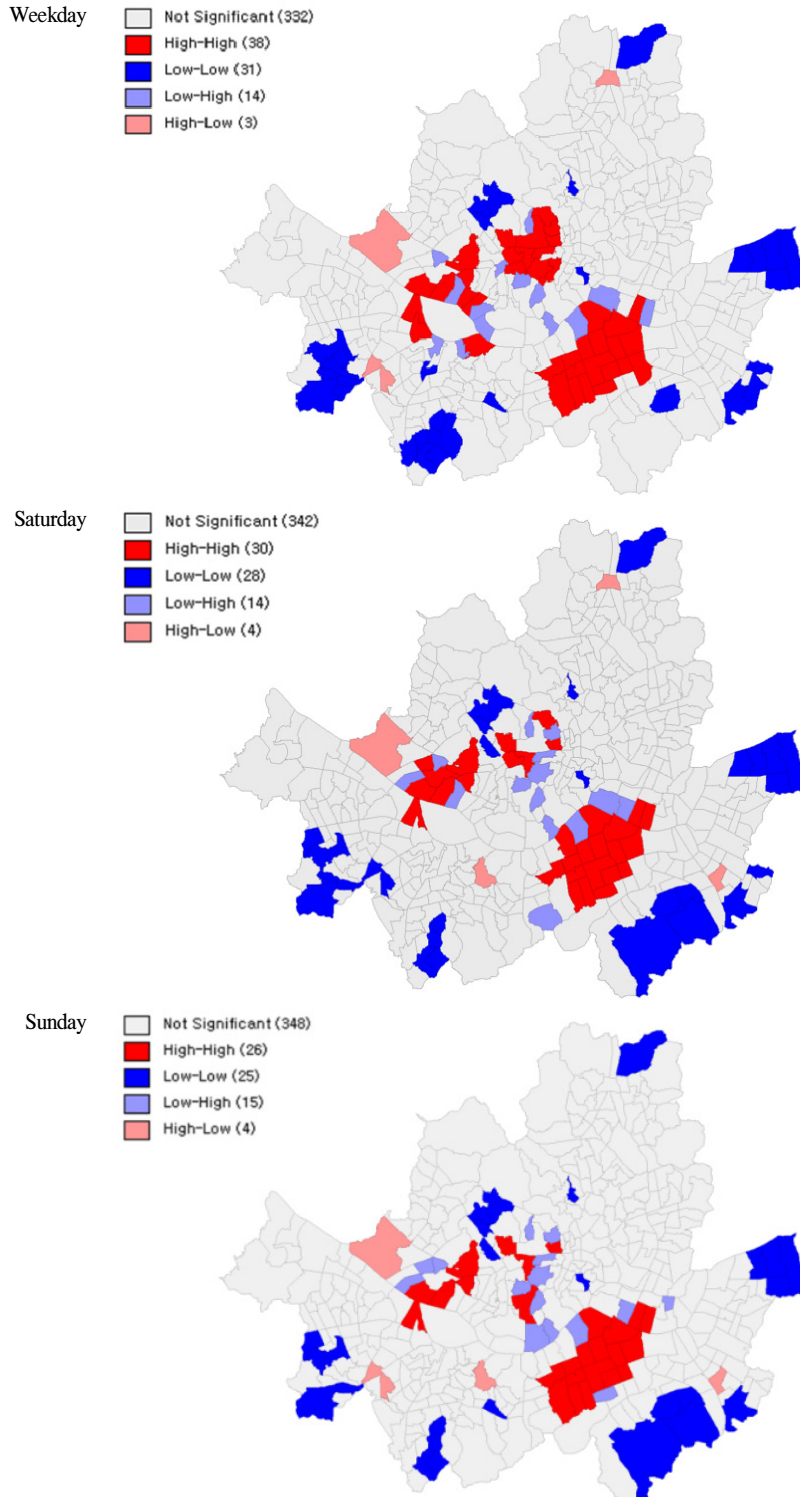 Weekday
Not Significant (332)
High-High (38)
Low-Low (31)
Low-High (14)
High-Low (3)
Saturday
Not Significant (342)
High-High (30)
Low-Low (28)
Low-High (14)
High-Low (4)
Sunday
Not Significant (348)
High-High (26)
Low-Low (25)
Low-High (15)
High-Low (4)